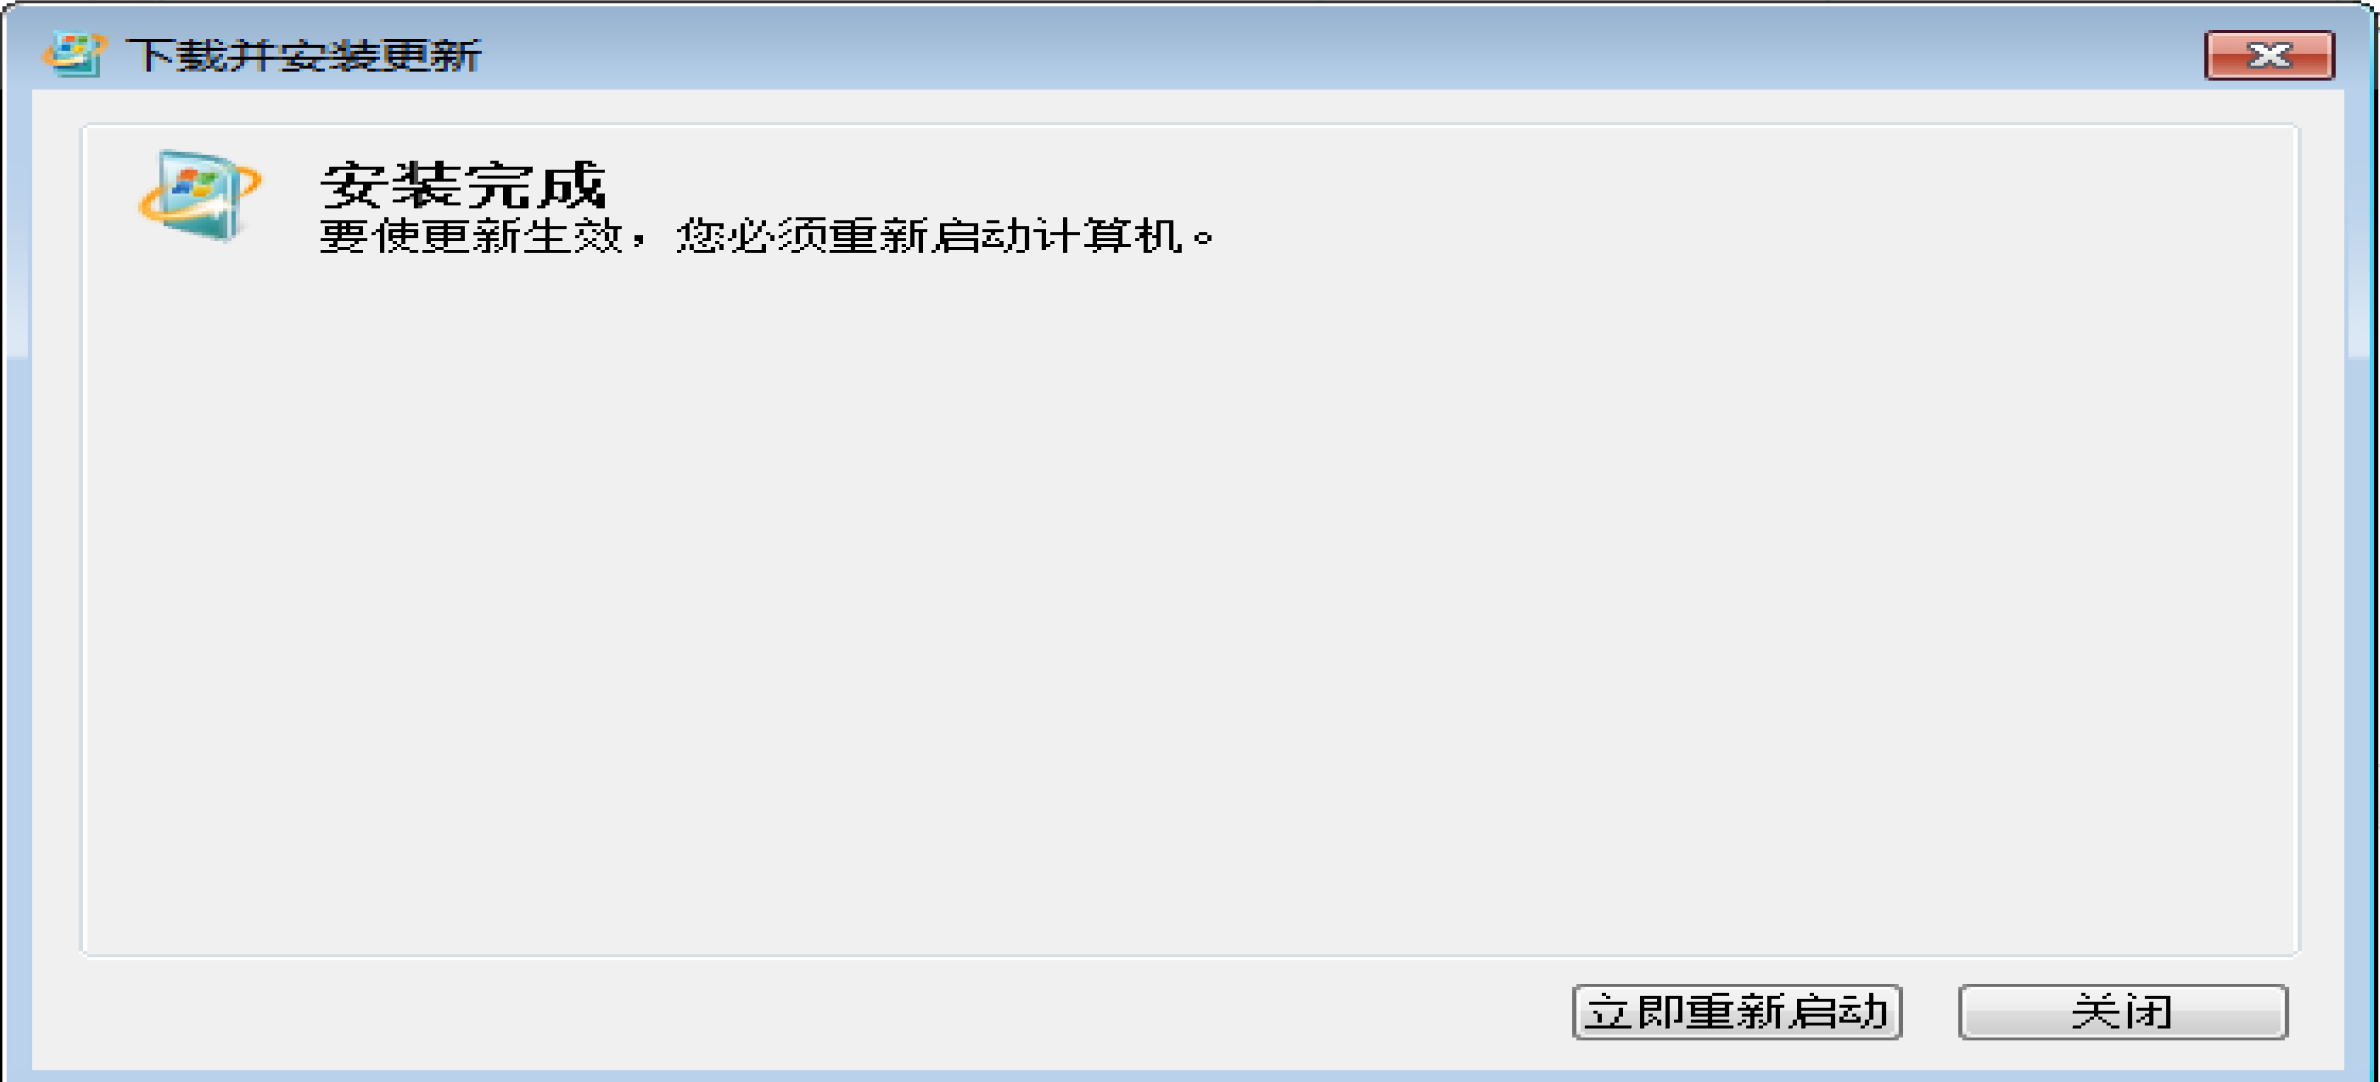 下载并安装更新
安装完成
要使更新生效，您必须重新启动计算机。
立即重新启动
关闭